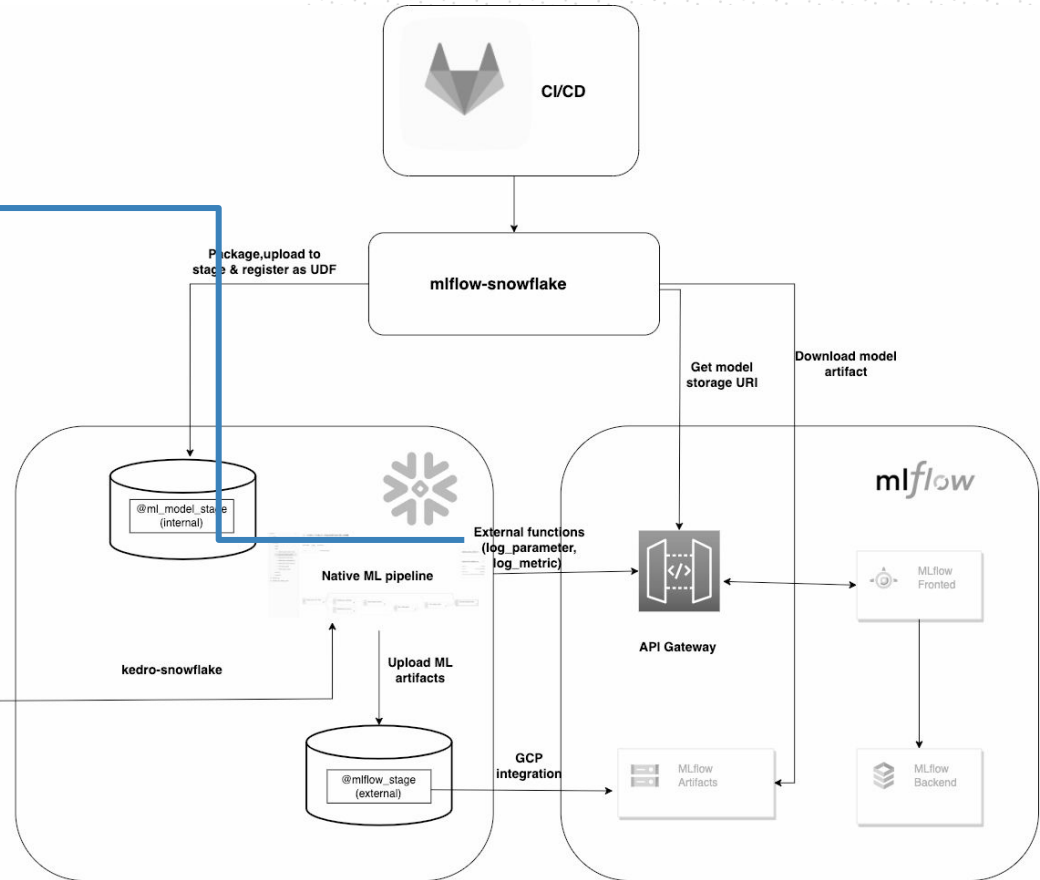 CI/CD
Package,upload to
stage & register as UDF
mlflow-snowflake
Get model
storage URI
Download model
artifact
@ml_model_stage
(internal)
mlflow
External functions
(log_parameter,
log_metric)
Native ML pipeline
MLflow
Fronted
API Gateway
kedro-snowflake
Upload ML
artifacts
GCP
integration
@mlflow_stage
(external)
MLflow
Artifacts
MLflow
Backend